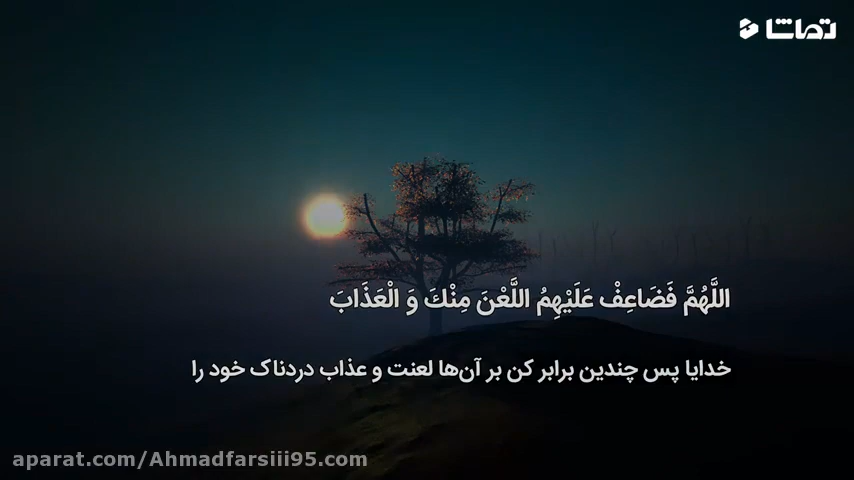 تماشا
اللَّهُمَّ فَضَاعِفْ عَلَيْهِمُ اللَّعْنَ مِنْكَ وَ الْعَذَابَ
خدایا پس چندین برابر کن بر آن‌ها لعنت و عذاب دردناک خود را
aparat.com/Ahmadfarsiii95.com